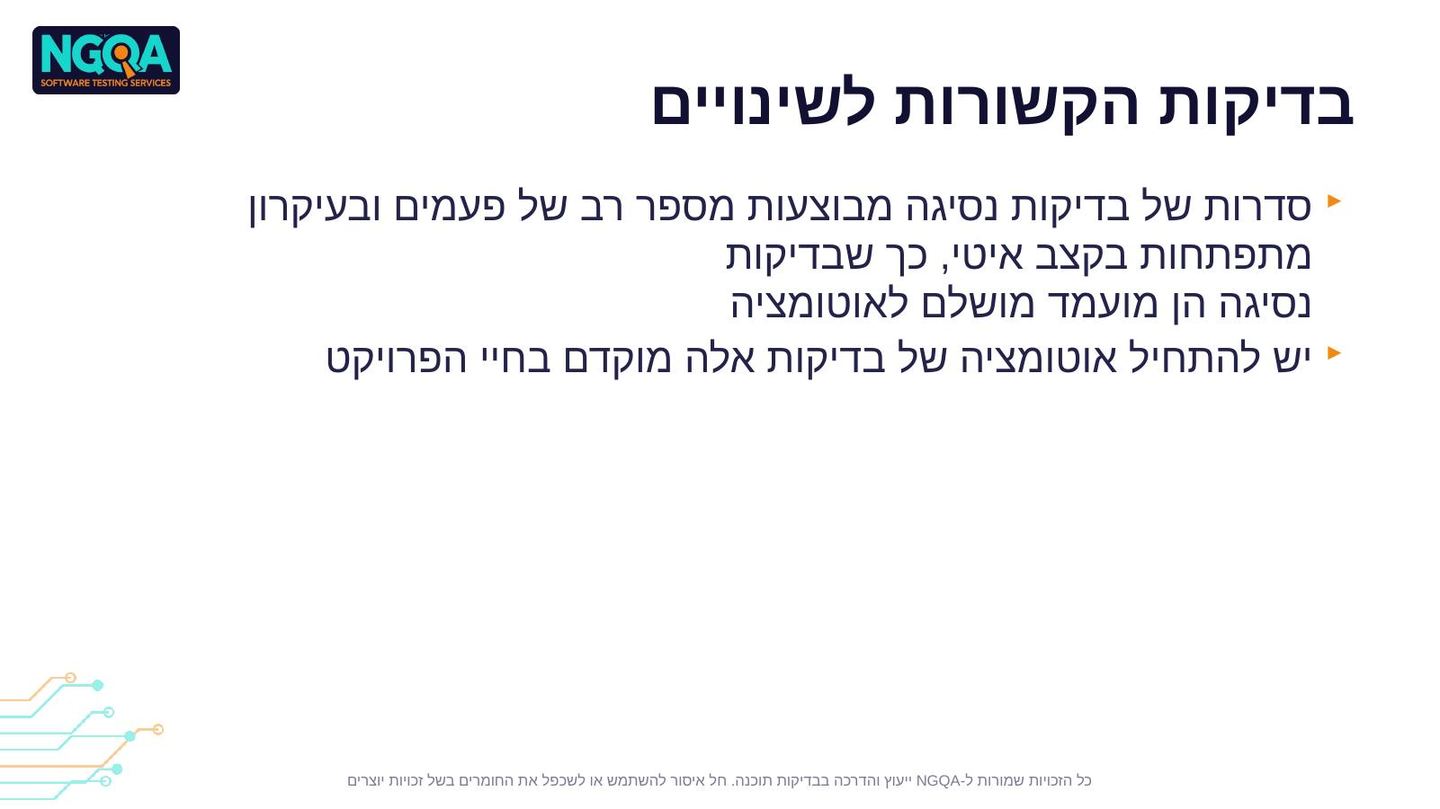 NGQA
SOFTWARE TESTING SERVICES
בדיקות הקשורות לשינויים
סדרות של בדיקות נסיגה מבוצעות מספר רב של פעמים ובעיקרון
מתפתחות בקצב איטי, כך שבדיקות
נסיגה הן מועמד מושלם לאוטומציה
יש להתחיל אוטומציה של בדיקות אלה מוקדם בחיי הפרויקט
כל הזכויות שמורות ל-NGQA ייעוץ והדרכה בבדיקות תוכנה. חל איסור להשתמש או לשכפל את החומרים בשל זכויות יוצרים